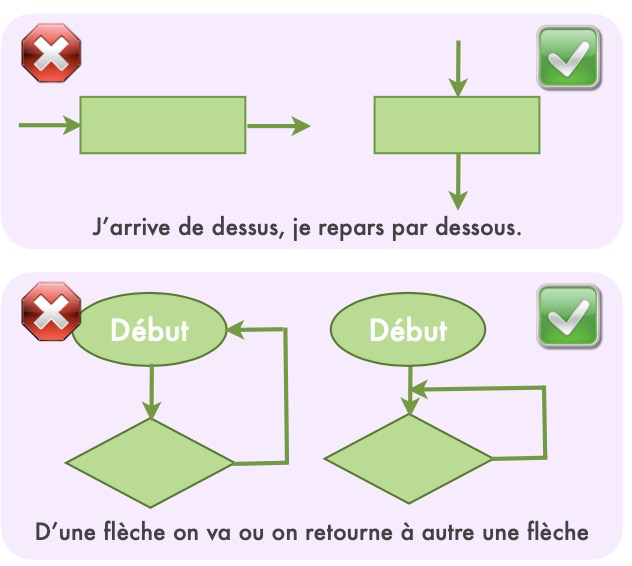 J'arrive de dessus, je repars par dessous.
Début
Début
D'une flèche on va ou on retourne à autre une flèche